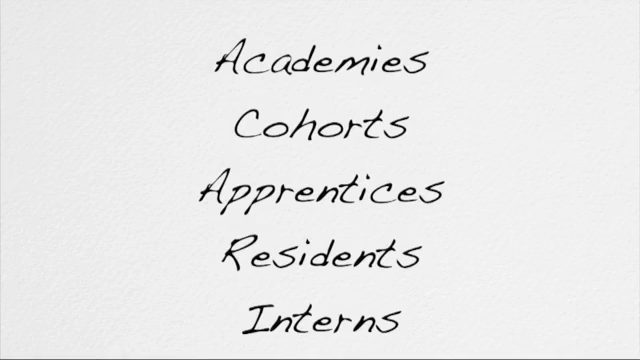 Academies
Cohorts
Apprentices
Residents
Interns